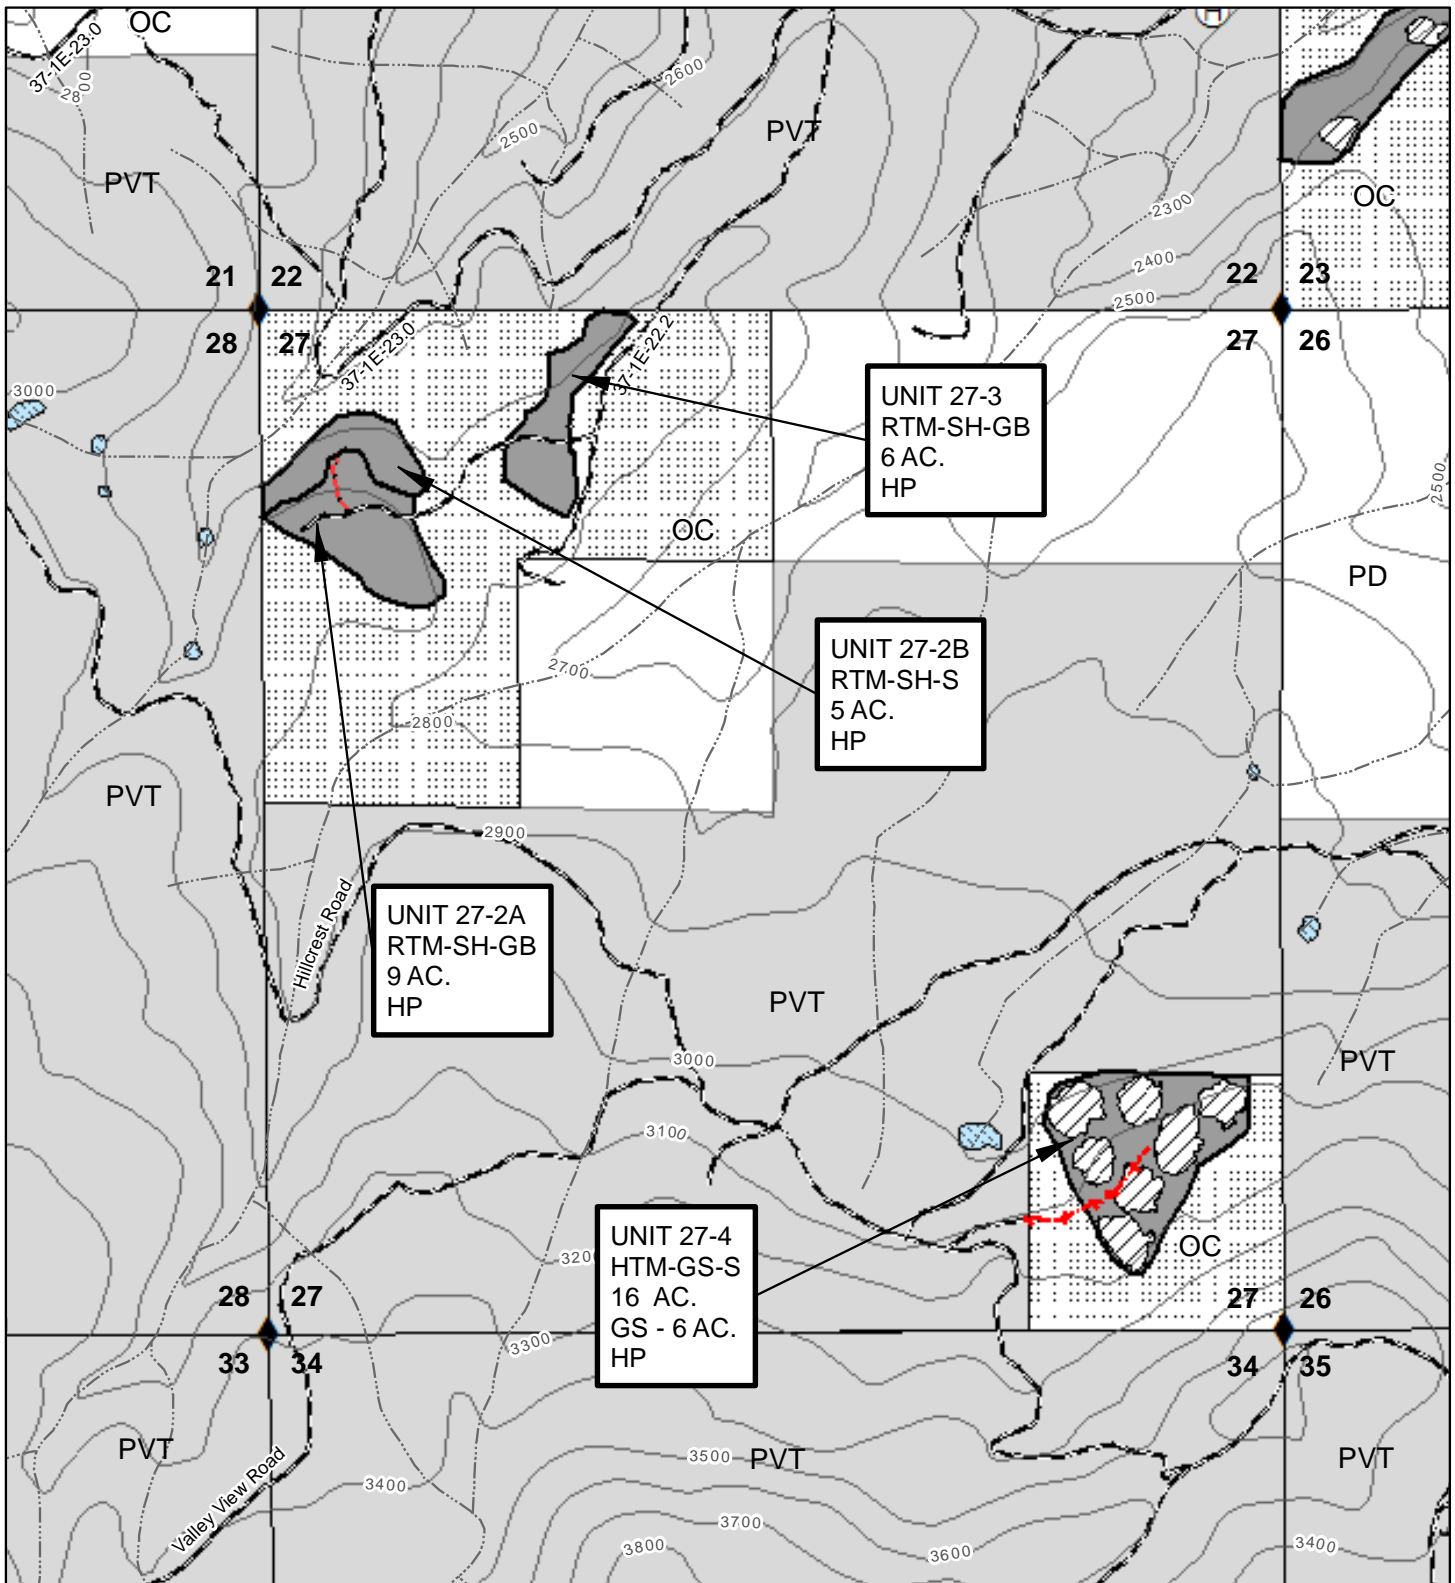 OC
37-1E-23.0
2800
2600
2500
PVT
PVT
2300
OC
2400
2500
H
21 22
22 23
28 27
27 26
37-1E-23.0
37-1E-22.2
3000
UNIT 27-3
RTM-SH-GB
6 AC.
HP
2500
OC
PD
UNIT 27-2B
RTM-SH-S
5 AC.
HP
2700
2800
PVT
2900
Hillcrest Road
UNIT 27-2A
RTM-SH-GB
9 AC.
HP
PVT
3000
PVT
3100
UNIT 27-4
HTM-GS-S
16 AC.
GS - 6 AC.
HP
3200
OC
28 27
27 26
33 34
34 35
3300
PVT
3500
PVT
PVT
Valley View Road
3400
3700
3800
3600
3400